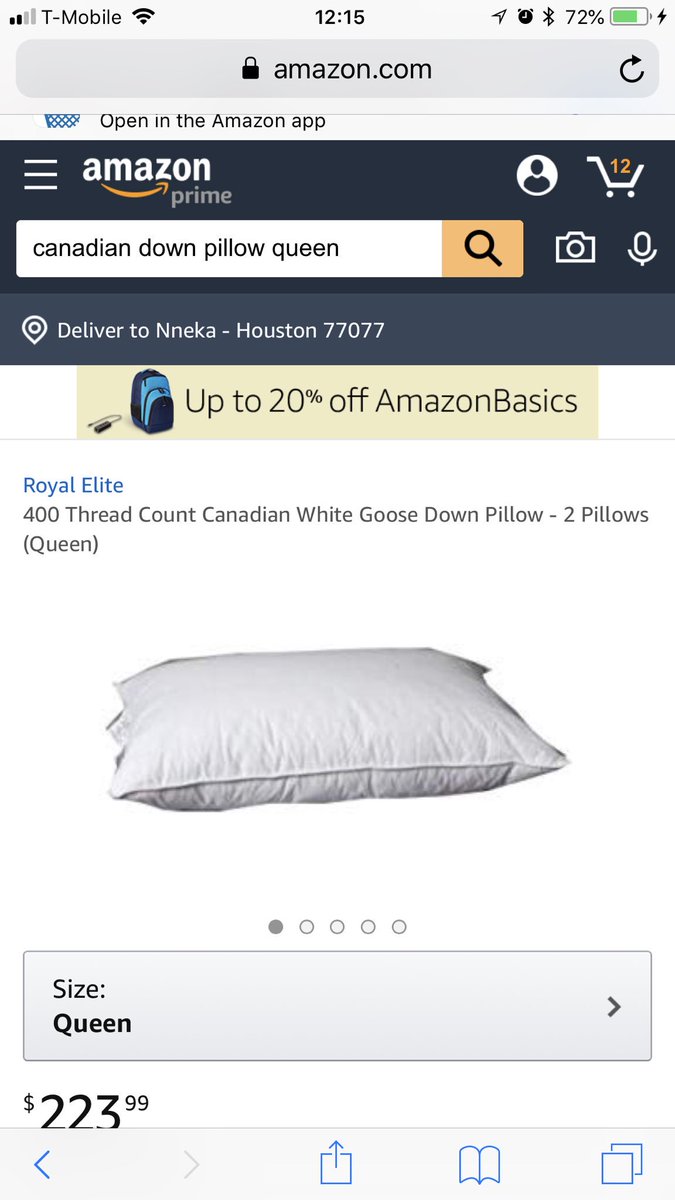 T-Mobile 12:15 72%
amazon.com
Open in the Amazon app
amazon
prime
12
canadian down pillow queen
Deliver to Nneka - Houston 77077
Up to 20% off AmazonBasics
Royal Elite
400 Thread Count Canadian White Goose Down Pillow - 2 Pillows
(Queen)
Size:
Queen
$223.99